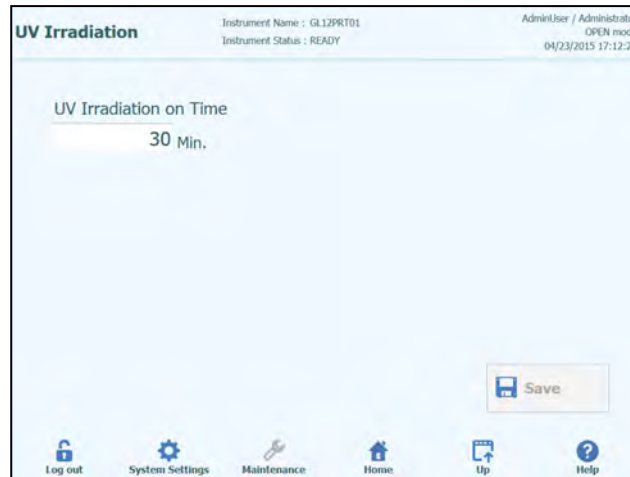 UV Irradiation
Instrument Name : GL12PRT01
Instrument Status : READY
AdminUser / Administrat
OPEN mod
04/23/2015 17:12:2
UV Irradiation on Time
30 Min.
Save
Log out
System Settings
Maintenance
Home
Up
Help